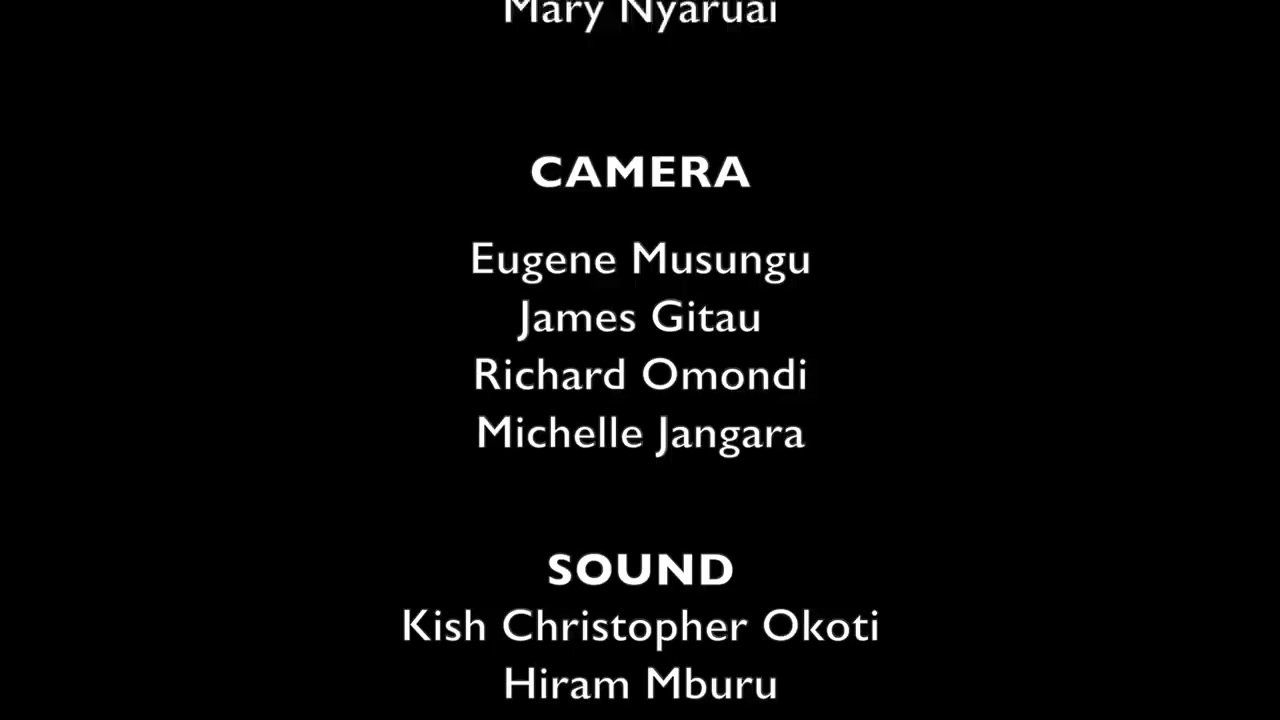 Mary Nyaruai
CAMERA
Eugene Musungu
James Gitau
Richard Omondi
Michelle Jangara
SOUND
Kish Christopher Okoti
Hiram Mburu